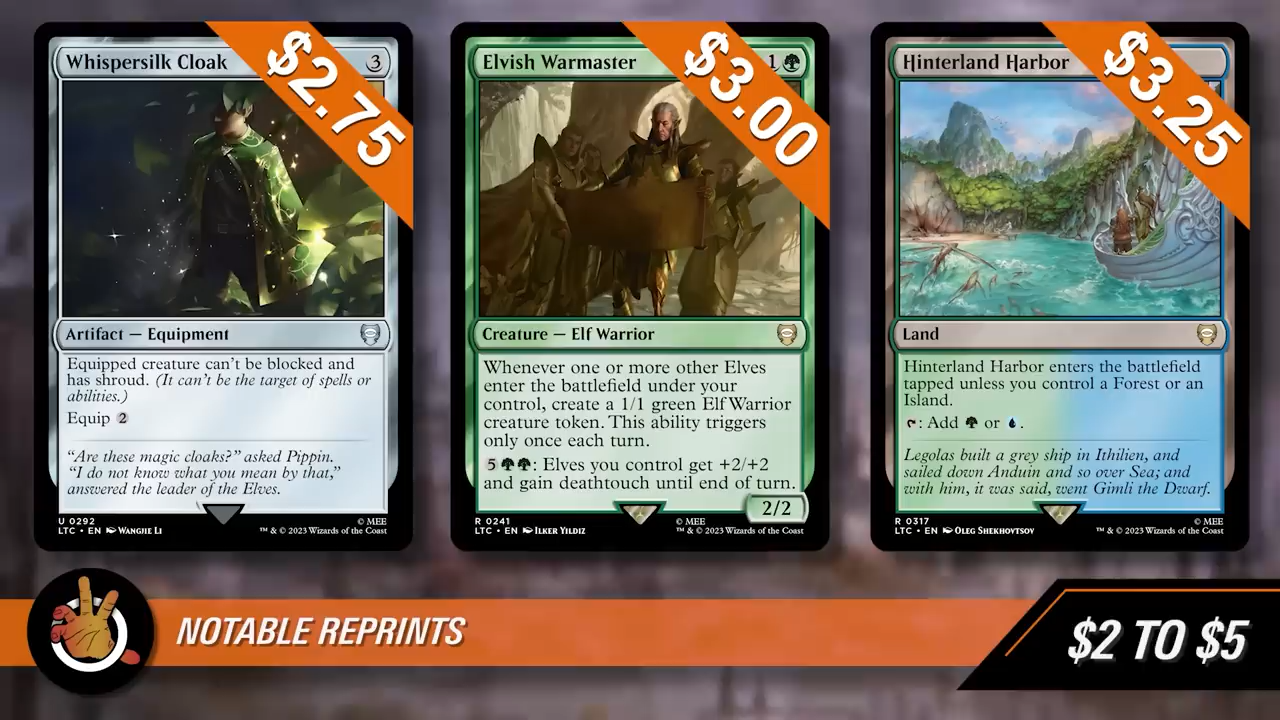 Whispersilk Cloak
3
$2.75
Artifact — Equipment
Equipped creature can't be blocked and
has shroud. (It can't be the target of spells or
abilities.)
Equip 2
"Are these magic cloaks?" asked Pippin.
"I do not know what you mean by that,"
answered the leader of the Elves.
U 0292
LTC • EN Wanghe Li
© MEE
™ & © 2023 Wizards of the Coast
Elvish Warmaster
1
$3.00
Creature — Elf Warrior
Whenever one or more other Elves
enter the battlefield under your
control, create a 1/1 green Elf Warrior
creature token. This ability triggers
only once each turn.
5: Elves you control get +2/+2
and gain deathtouch until end of turn.
2/2
R 0241
LTC • EN Ilker Yildiz
© MEE
™ & © 2023 Wizards of the Coast
Hinterland Harbor
$3.25
Land
Hinterland Harbor enters the battlefield
tapped unless you control a Forest or an
Island.
: Add or .
Legolas built a grey ship in Ithilien, and
sailed down Anduin and so over Sea; and
with him, it was said, went Gimli the Dwarf.
R 0317
LTC • EN Oleg Shekhovtsov
© MEE
™ & © 2023 Wizards of the Coast
NOTABLE REPRINTS
$2 TO $5